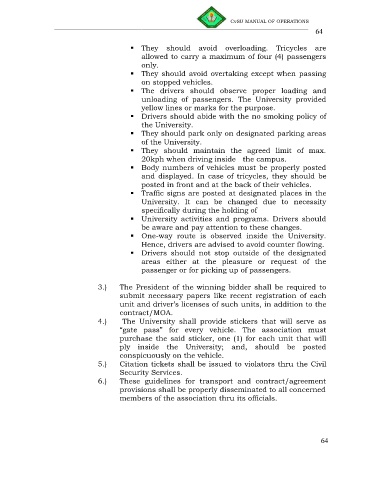 CvSU MANUAL OF OPERATIONS
64
▪ They should avoid overloading. Tricycles are
allowed to carry a maximum of four (4) passengers
only.
▪ They should avoid overtaking except when passing
on stopped vehicles.
▪ The drivers should observe proper loading and
unloading of passengers. The University provided
yellow lines or marks for the purpose.
▪ Drivers should abide with the no smoking policy of
the University.
▪ They should park only on designated parking areas
of the University.
▪ They should maintain the agreed limit of max.
20kph when driving inside the campus.
▪ Body numbers of vehicles must be properly posted
and displayed. In case of tricycles, they should be
posted in front and at the back of their vehicles.
▪ Traffic signs are posted at designated places in the
University. It can be changed due to necessity
specifically during the holding of
▪ University activities and programs. Drivers should
be aware and pay attention to these changes.
▪ One-way route is observed inside the University.
Hence, drivers are advised to avoid counter flowing.
▪ Drivers should not stop outside of the designated
areas either at the pleasure or request of the
passenger or for picking up of passengers.
3.) The President of the winning bidder shall be required to
submit necessary papers like recent registration of each
unit and driver's licenses of such units, in addition to the
contract/MOA.
4.) The University shall provide stickers that will serve as
"gate pass" for every vehicle. The association must
purchase the said sticker, one (1) for each unit that will
ply inside the University; and, should be posted
conspicuously on the vehicle.
5.) Citation tickets shall be issued to violators thru the Civil
Security Services.
6.) These guidelines for transport and contract/agreement
provisions shall be properly disseminated to all concerned
members of the association thru its officials.
64